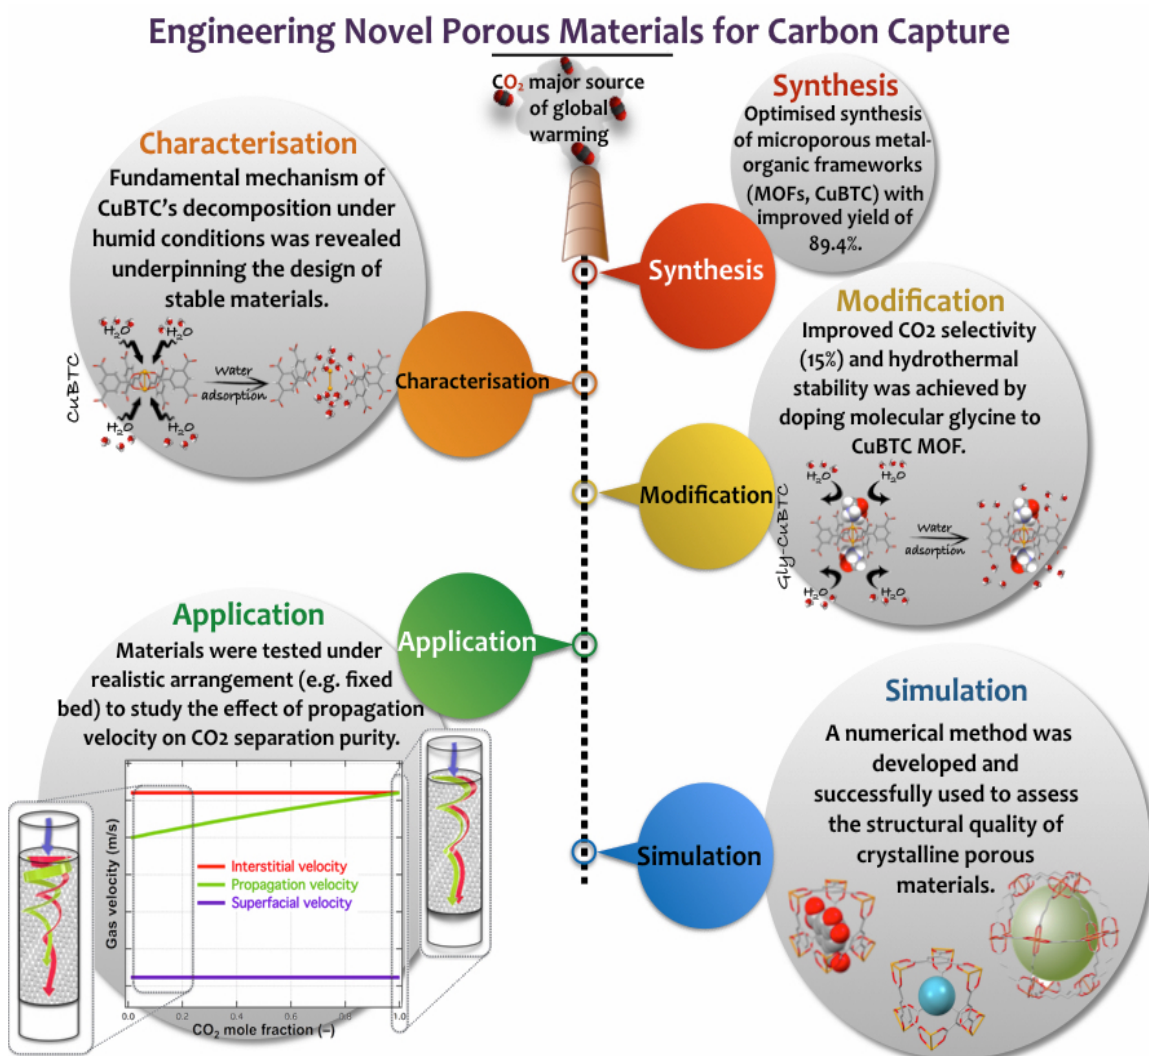 Engineering Novel Porous Materials for Carbon Capture
CO2 major source
of global
warming
Synthesis
Optimised synthesis
of microporous metal-
organic frameworks
(MOFs, CuBTC) with
improved yield of
89.4%.
Synthesis
Characterisation
Fundamental mechanism of
CuBTC's decomposition under
humid conditions was revealed
underpinning the design of
stable materials.
H2O
H2O
CuBTC
Water
adsorption
H2O
H2O
Characterisation
Modification
Improved CO2 selectivity
(15%) and hydrothermal
stability was achieved by
doping molecular glycine to
CuBTC MOF.
H2O
H2O
Gly-CuBTC
Water
adsorption
H2O
H2O
Modification
Application
Materials were tested under
realistic arrangement (e.g. fixed
bed) to study the effect of propagation
velocity on CO2 separation purity.
Application
Gas velocity (m/s)
Interstitial velocity
Propagation velocity
Superfacial velocity
0.0 0.2 0.4 0.6 0.8 1.0
CO2 mole fraction (–)
Simulation
A numerical method was
developed and
successfully used to assess
the structural quality of
crystalline porous
materials.
Simulation